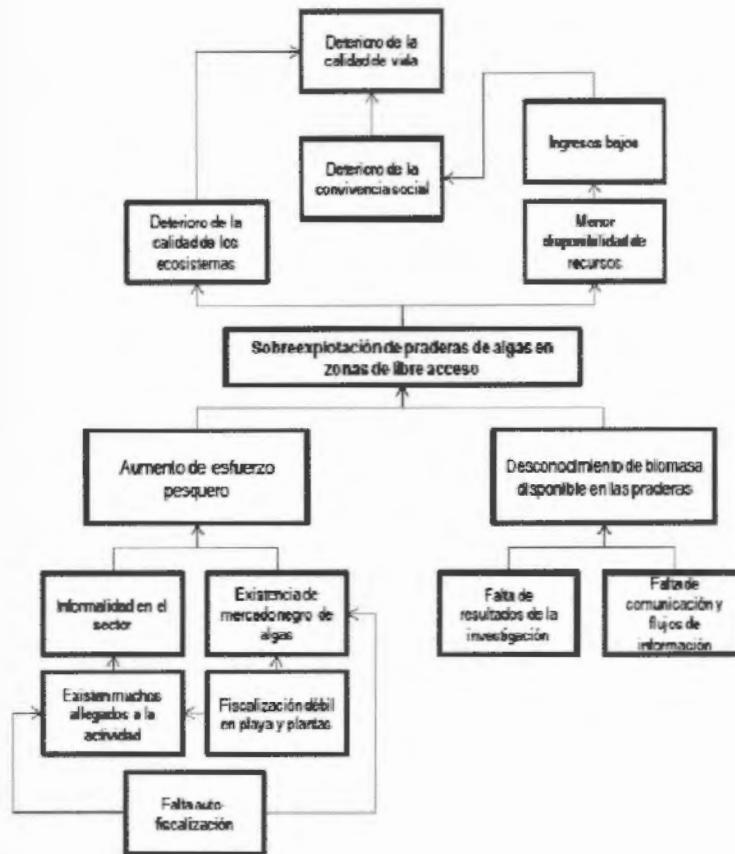 Deterioro de la
calidad de vida
Ingresos bajos
Deterioro de la
convivencia social
Deterioro de la
calidad de los
ecosistemas
Menor
disponibilidad de
recursos
Sobreexplotación de praderas de algas en
zonas de libre acceso
Aumento de esfuerzo
pesquero
Desconocimiento de biomasa
disponible en las praderas
Informalidad en el
sector
Existencia de
mercado negro de
algas
Falta de
resultados de la
investigación
Falta de
comunicación y
flujos de
información
Existen muchos
allegados a la
actividad
Fiscalización débil
en playa y plantas
Falta auto-
fiscalización